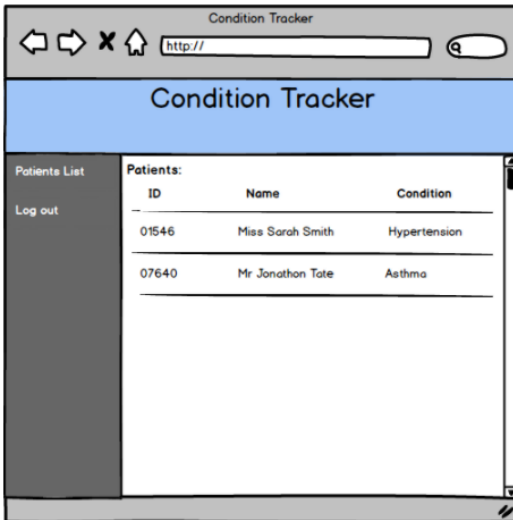 Condition Tracker
http://
Condition Tracker
Patients List
Log out
Patients:
ID Name Condition
01546 Miss Sarah Smith Hypertension
07640 Mr Jonathon Tate Asthma